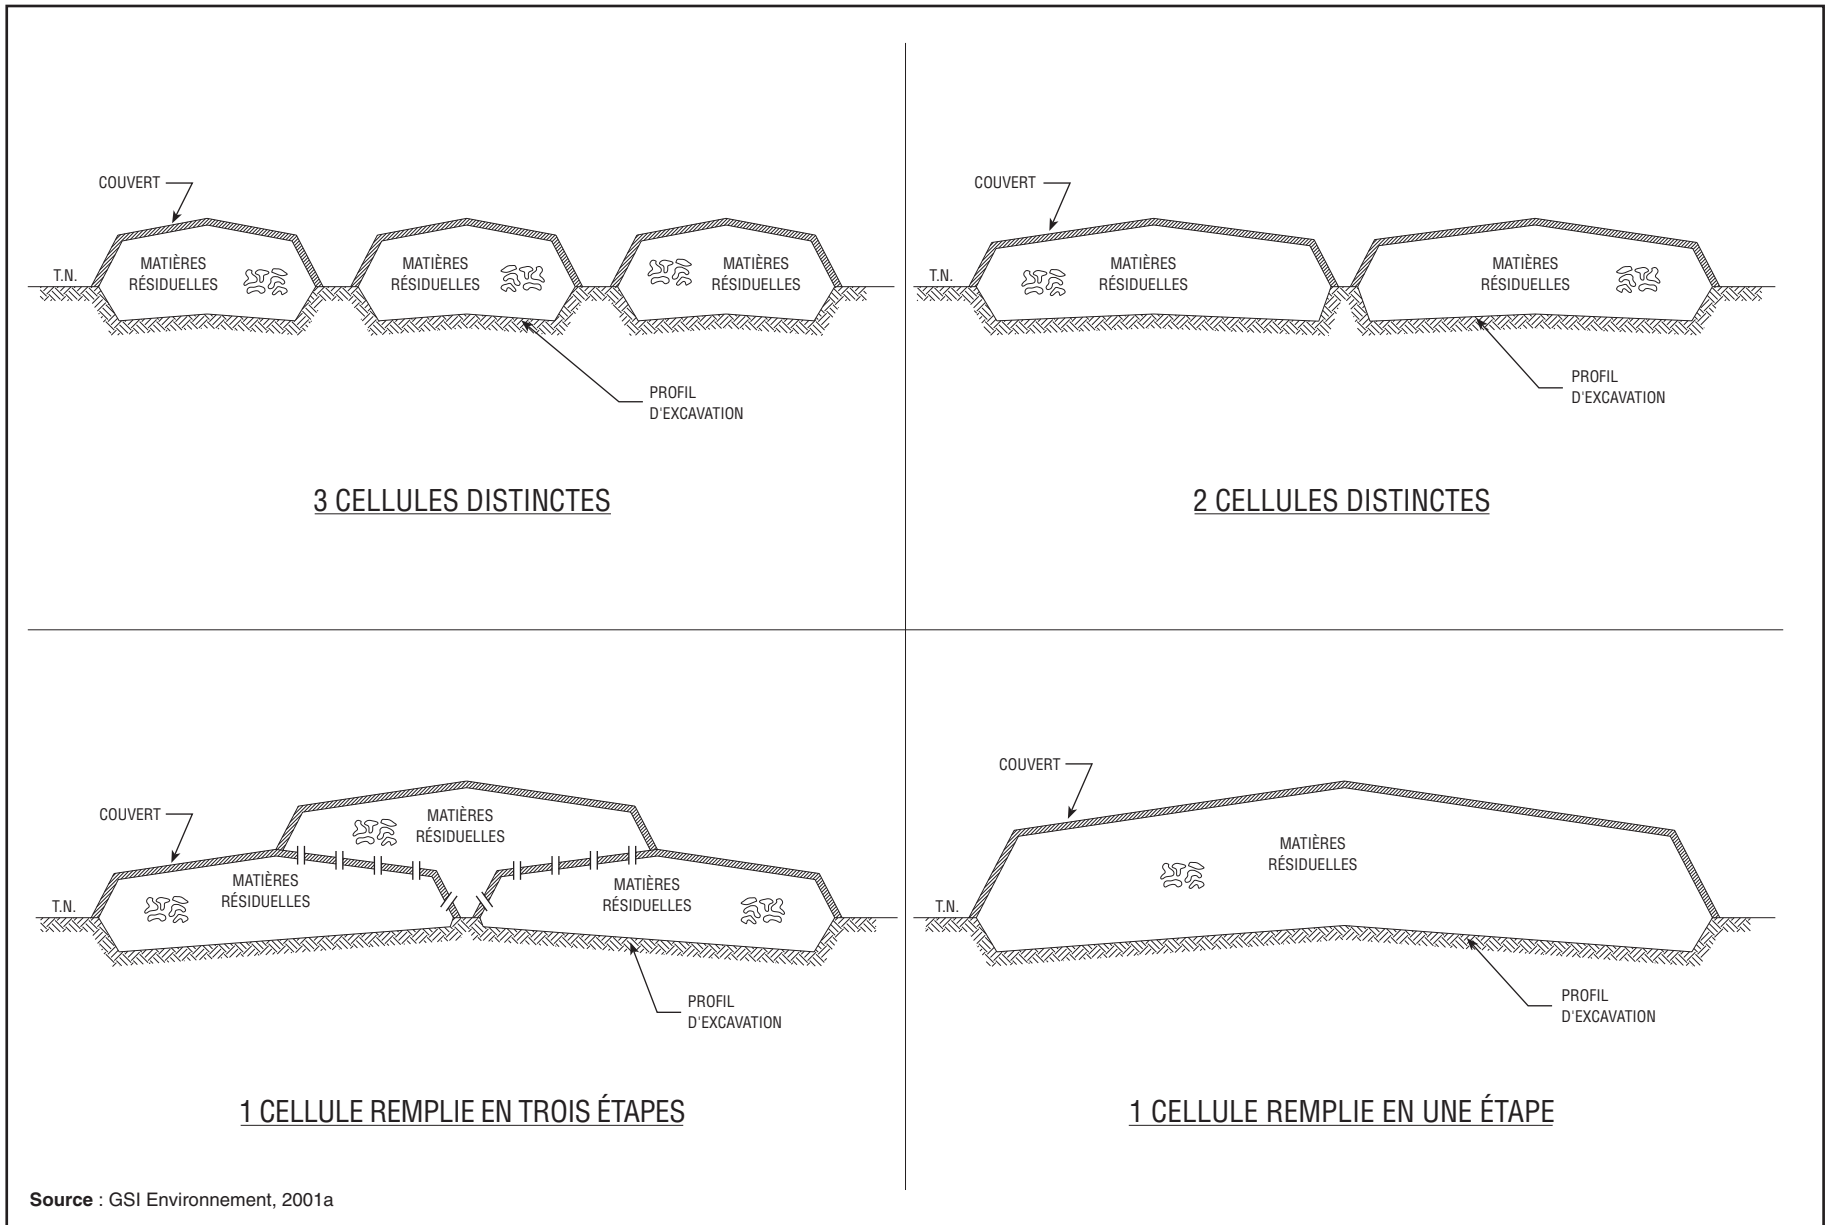 COUVERT
T.N.
MATIÈRES
RÉSIDUELLES
MATIÈRES
RÉSIDUELLES
MATIÈRES
RÉSIDUELLES
PROFIL
D'EXCAVATION
3 CELLULES DISTINCTES
COUVERT
T.N.
MATIÈRES
RÉSIDUELLES
MATIÈRES
RÉSIDUELLES
PROFIL
D'EXCAVATION
2 CELLULES DISTINCTES
COUVERT
T.N.
MATIÈRES
RÉSIDUELLES
MATIÈRES
RÉSIDUELLES
MATIÈRES
RÉSIDUELLES
PROFIL
D'EXCAVATION
1 CELLULE REMPLIE EN TROIS ÉTAPES
COUVERT
T.N.
MATIÈRES
RÉSIDUELLES
PROFIL
D'EXCAVATION
1 CELLULE REMPLIE EN UNE ÉTAPE
Source : GSI Environnement, 2001a